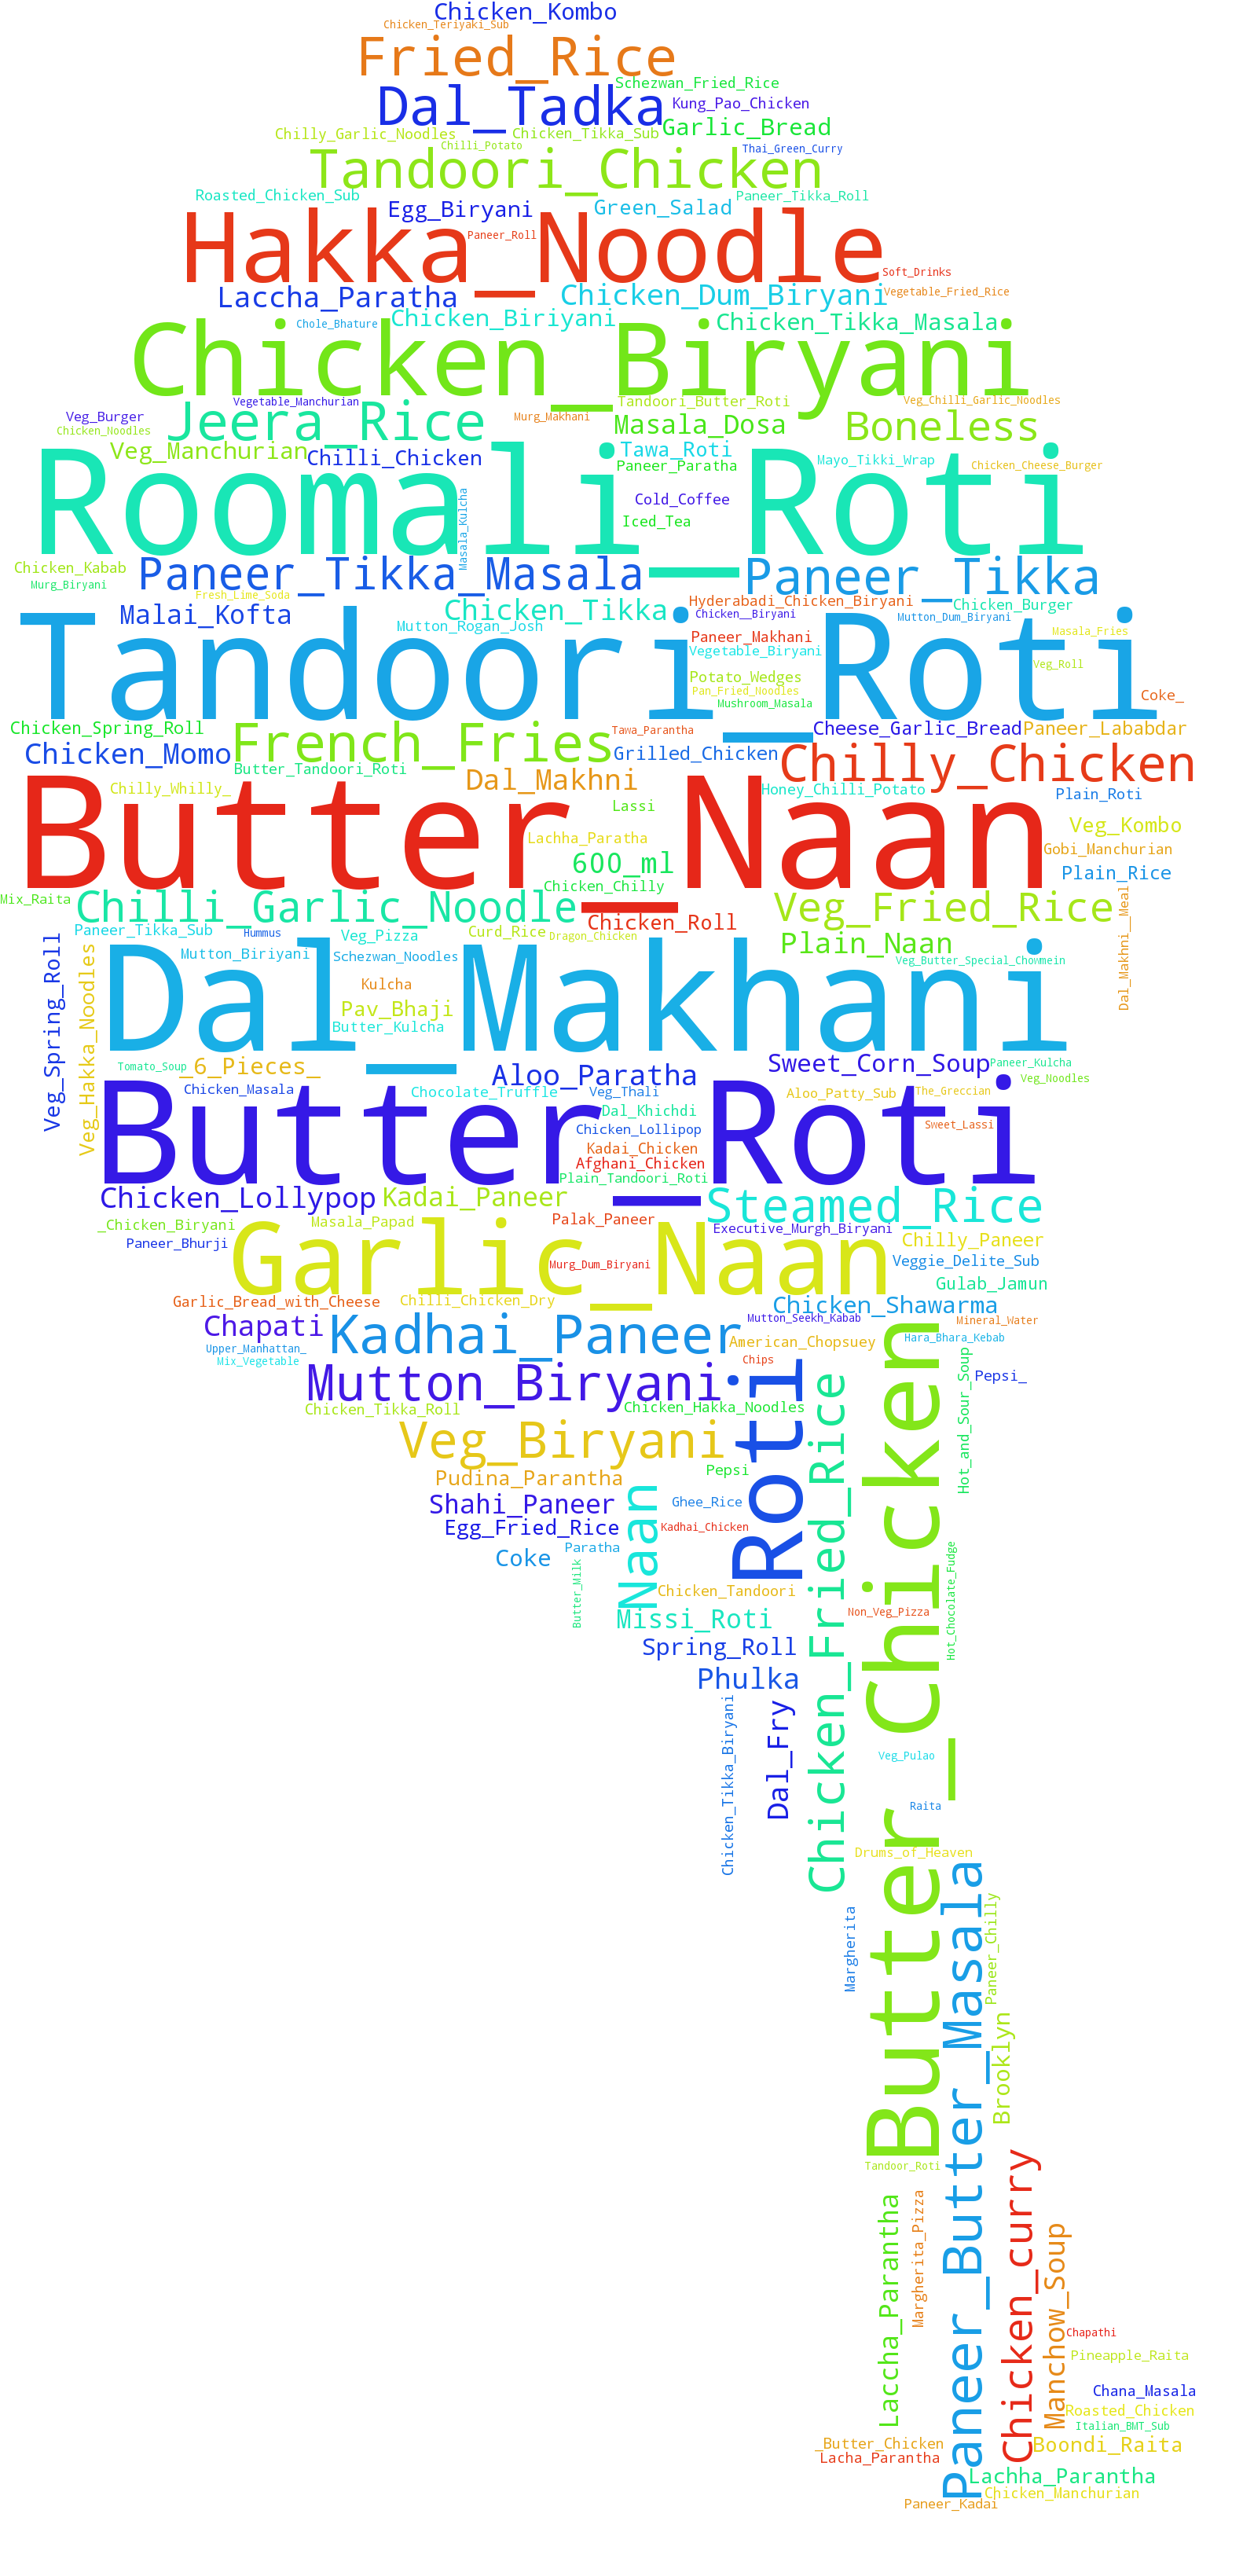 Chicken_Kombo
Chicken_Teriyaki_Sub
Fried_Rice
Schezwan_Fried_Rice
Dal_Tadka
Kung_Pao_Chicken
Garlic_Bread
Chilly_Garlic_Noodles
Chicken_Tikka_Sub
Chilli_Potato
Thai_Green_Curry
Tandoori_Chicken
Roasted_Chicken_Sub
Paneer_Tikka_Roll
Egg_Biryani
Green_Salad
Paneer_Roll
Hakka_Noodle
Soft_Drinks
Laccha_Paratha
Chicken_Dum_Biryani
Vegetable_Fried_Rice
Chole_Bhature
Chicken_Biriyani
Chicken_Tikka_Masala
Chicken_Biryani
Vegetable_Manchurian
Tandoori_Butter_Roti
Veg_Chilli_Garlic_Noodles
Veg_Burger
Jeera_Rice
Murg_Makhani
Masala_Dosa
Boneless
Chicken_Noodles
Veg_Manchurian
Chilli_Chicken
Tawa_Roti
Paneer_Paratha
Mayo_Tikki_Wrap
Chicken_Cheese_Burger
Roomali_Roti
Masala_Kulcha
Cold_Coffee
Iced_Tea
Chicken_Kabab
Murg_Biryani
Paneer_Tikka_Masala
Paneer_Tikka
Fresh_Lime_Soda
Malai_Kofta
Chicken_Tikka
Hyderabadi_Chicken_Biryani
Chicken_Burger
Chicken__Biryani
Mutton_Dum_Biryani
Mutton_Rogan_Josh
Paneer_Makhani
Masala_Fries
Tandoori_Roti
Vegetable_Biryani
Veg_Roll
Potato_Wedges
Pan_Fried_Noodles
Mushroom_Masala
Coke_
Chicken_Spring_Roll
French_Fries
Tawa_Parantha
Cheese_Garlic_Bread
Paneer_Lababdar
Chicken_Momo
Grilled_Chicken
Chilly_Chicken
Butter_Tandoori_Roti
Dal_Makhni
Chilly_Whilly_
Honey_Chilli_Potato
Plain_Roti
Lassi
Butter_Naan
Veg_Kombo
Lachha_Paratha
Gobi_Manchurian
600_ml
Plain_Rice
Chicken_Chilly
Mix_Raita
Chilli_Garlic_Noodle
Veg_Fried_Rice
Dal_Makhni__Meal
Chicken_Roll
Paneer_Tikka_Sub
Hummus
Veg_Pizza
Curd_Rice
Dragon_Chicken
Plain_Naan
Veg_Spring_Roll
Veg_Hakka_Noodles
Mutton_Biriyani
Schezwan_Noodles
Veg_Butter_Special_Chowmein
Dal_Makhani
Kulcha
Pav_Bhaji
Butter_Kulcha
Tomato_Soup
_6_Pieces_
Aloo_Paratha
Sweet_Corn_Soup
Paneer_Kulcha
Veg_Noodles
Chicken_Masala
Chocolate_Truffle
Veg_Thali
Aloo_Patty_Sub
The_Greccian
Butter_Roti
Dal_Khichdi
Chicken_Lollipop
Sweet_Lassi
Kadai_Chicken
Afghani_Chicken
Plain_Tandoori_Roti
Chicken_Lollypop
Kadai_Paneer
Steamed_Rice
_Chicken_Biryani
Masala_Papad
Palak_Paneer
Executive_Murgh_Biryani
Paneer_Bhurji
Garlic_Naan
Chilly_Paneer
Murg_Dum_Biryani
Veggie_Delite_Sub
Gulab_Jamun
Garlic_Bread_with_Cheese
Chilli_Chicken_Dry
Chicken_Shawarma
Chapati
Kadhai_Paneer
Mutton_Seekh_Kabab
Mineral_Water
American_Chopsuey
Hara_Bhara_Kebab
Upper_Manhattan_
Mix_Vegetable
Chips
Mutton_Biryani
Roti
Chicken_Fried_Rice
Butter_Chicken
Hot_and_Sour_Soup
Pepsi_
Chicken_Tikka_Roll
Chicken_Hakka_Noodles
Veg_Biryani
Pudina_Parantha
Pepsi
Shahi_Paneer
Naan
Ghee_Rice
Egg_Fried_Rice
Kadhai_Chicken
Coke
Paratha
Butter_Milk
Hot_Chocolate_Fudge
Chicken_Tandoori
Missi_Roti
Non_Veg_Pizza
Spring_Roll
Phulka
Chicken_Tikka_Biryani
Dal_Fry
Veg_Pulao
Raita
Drums_of_Heaven
Paneer_Butter_Masala
Margherita
Paneer_Chilly
Brooklyn
Tandoor_Roti
Chicken_curry
Laccha_Parantha
Margherita_Pizza
Manchow_Soup
Chapathi
Pineapple_Raita
Chana_Masala
Roasted_Chicken
Italian_BMT_Sub
_Butter_Chicken
Boondi_Raita
Lacha_Parantha
Lachha_Parantha
Chicken_Manchurian
Paneer_Kadai